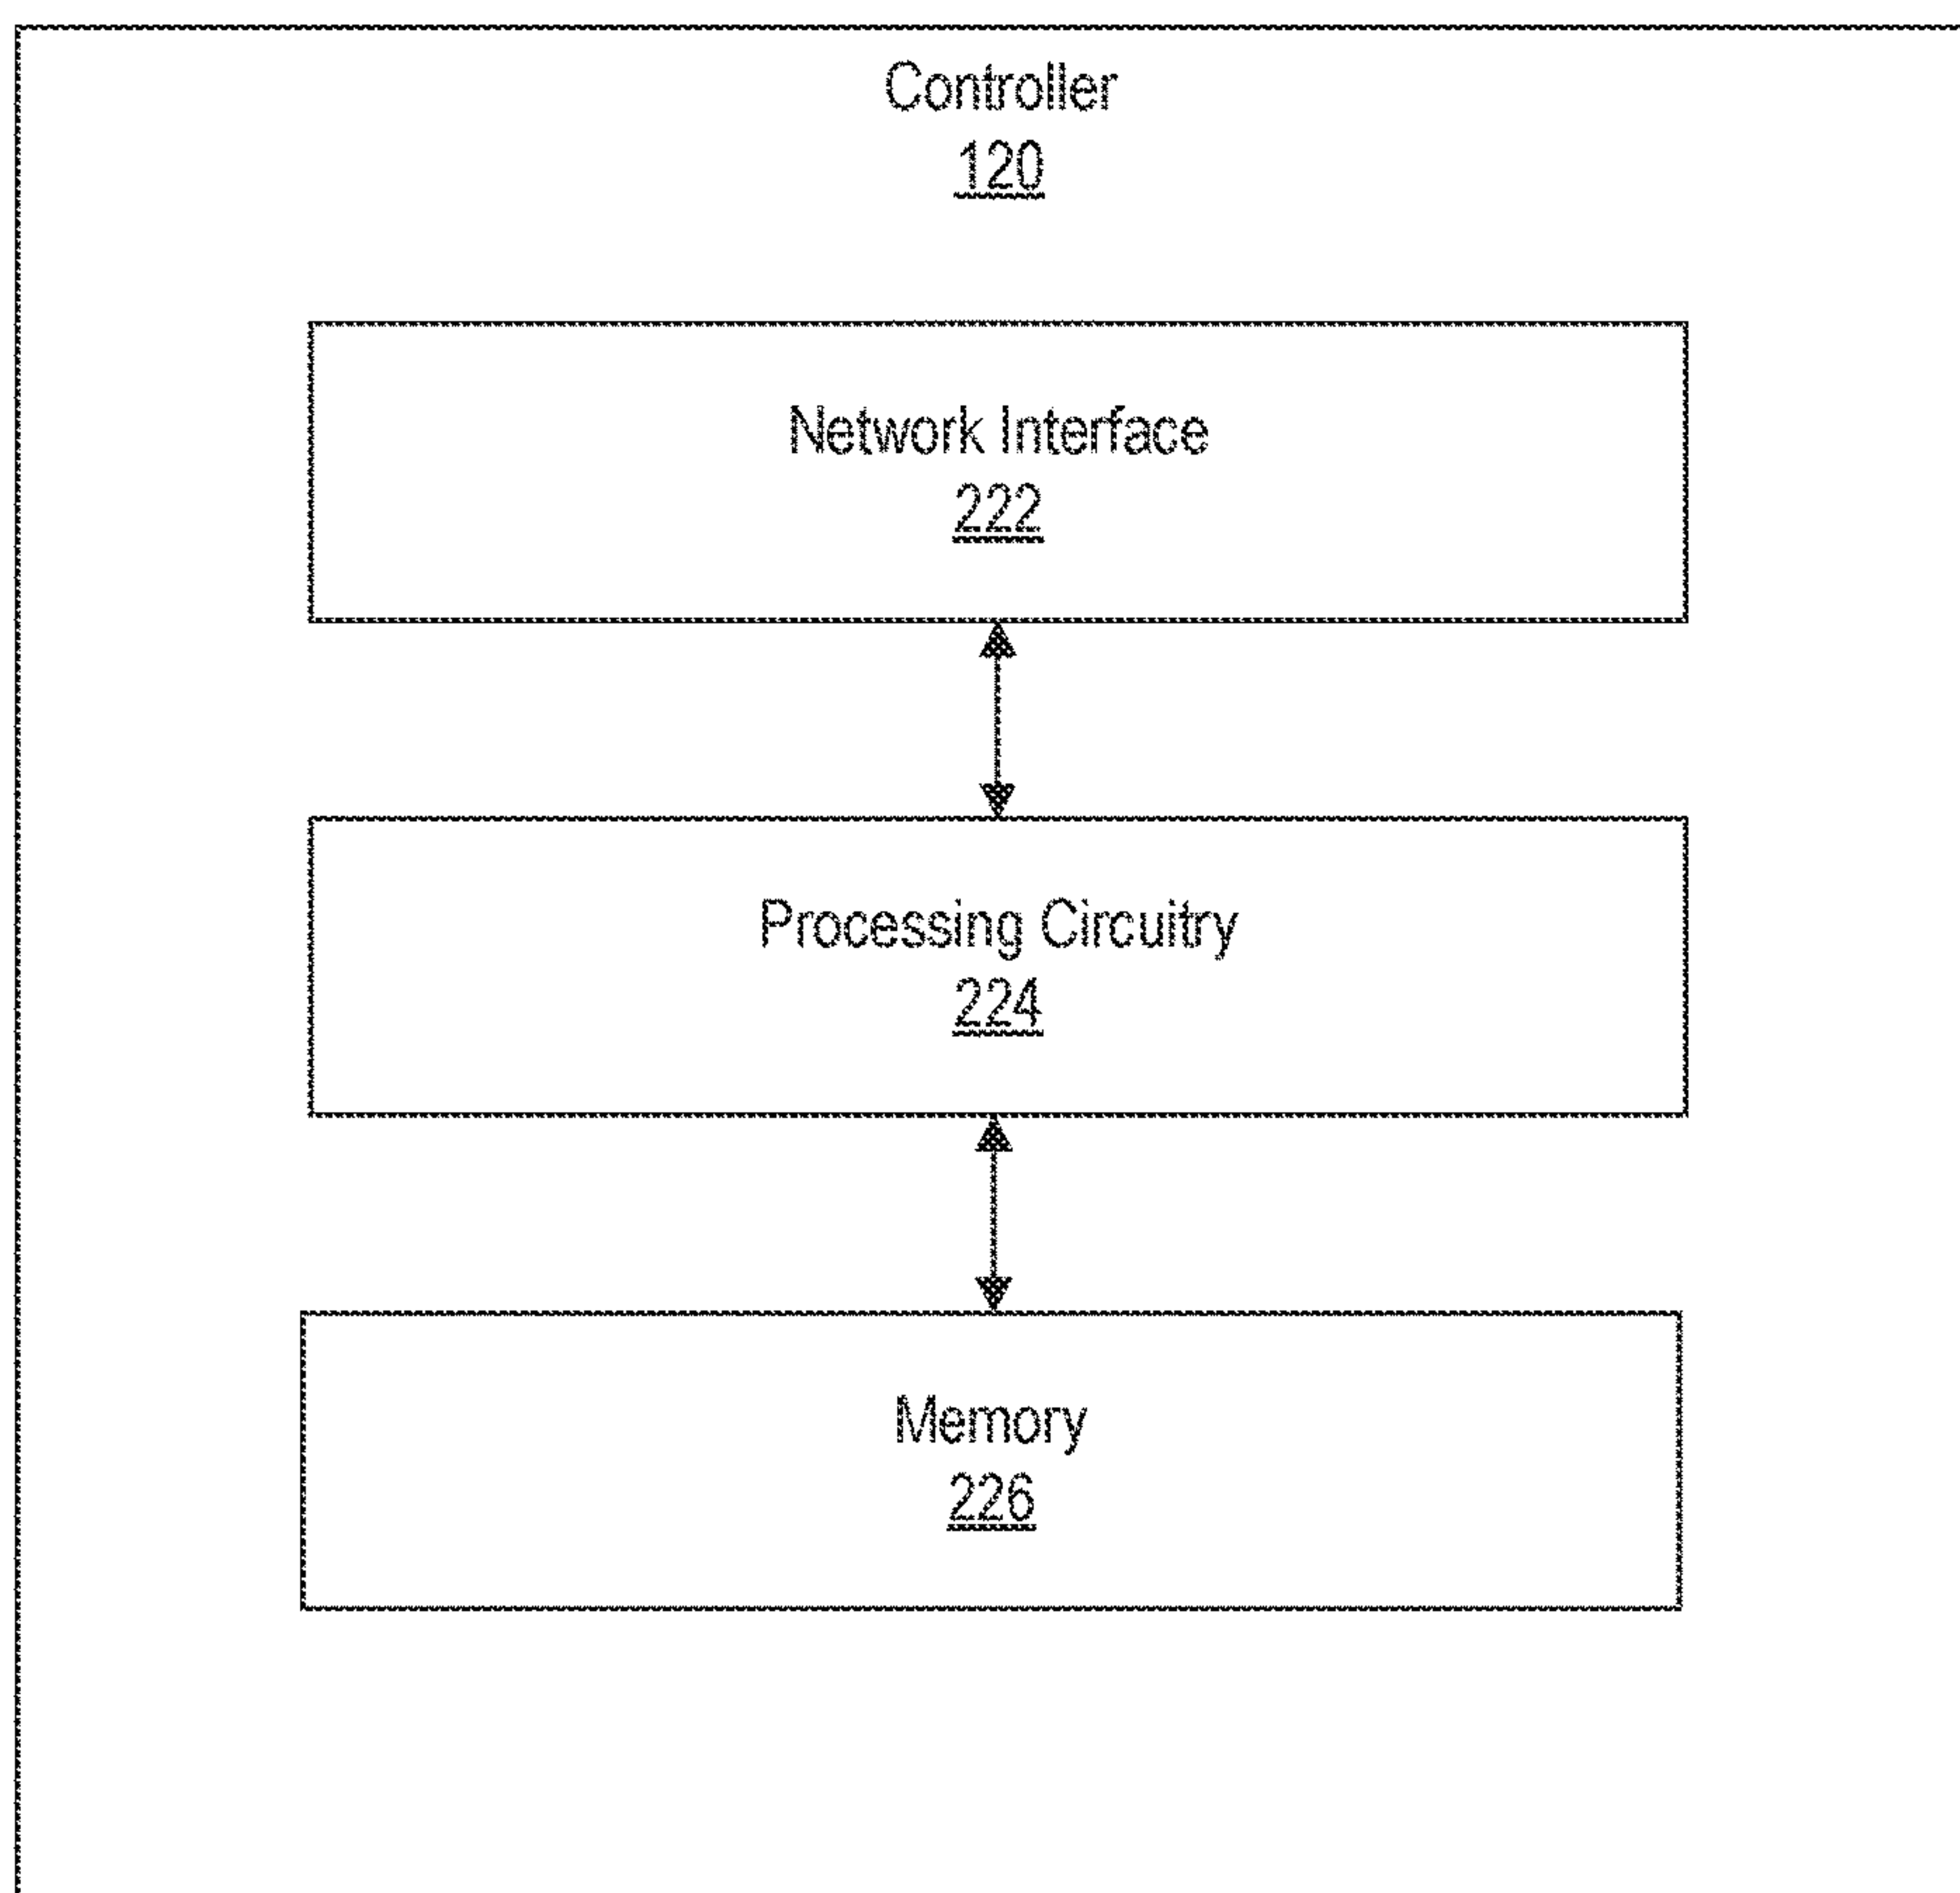 Controller
120
Network Interface
222
Processing Circuitry
224
Memory
226